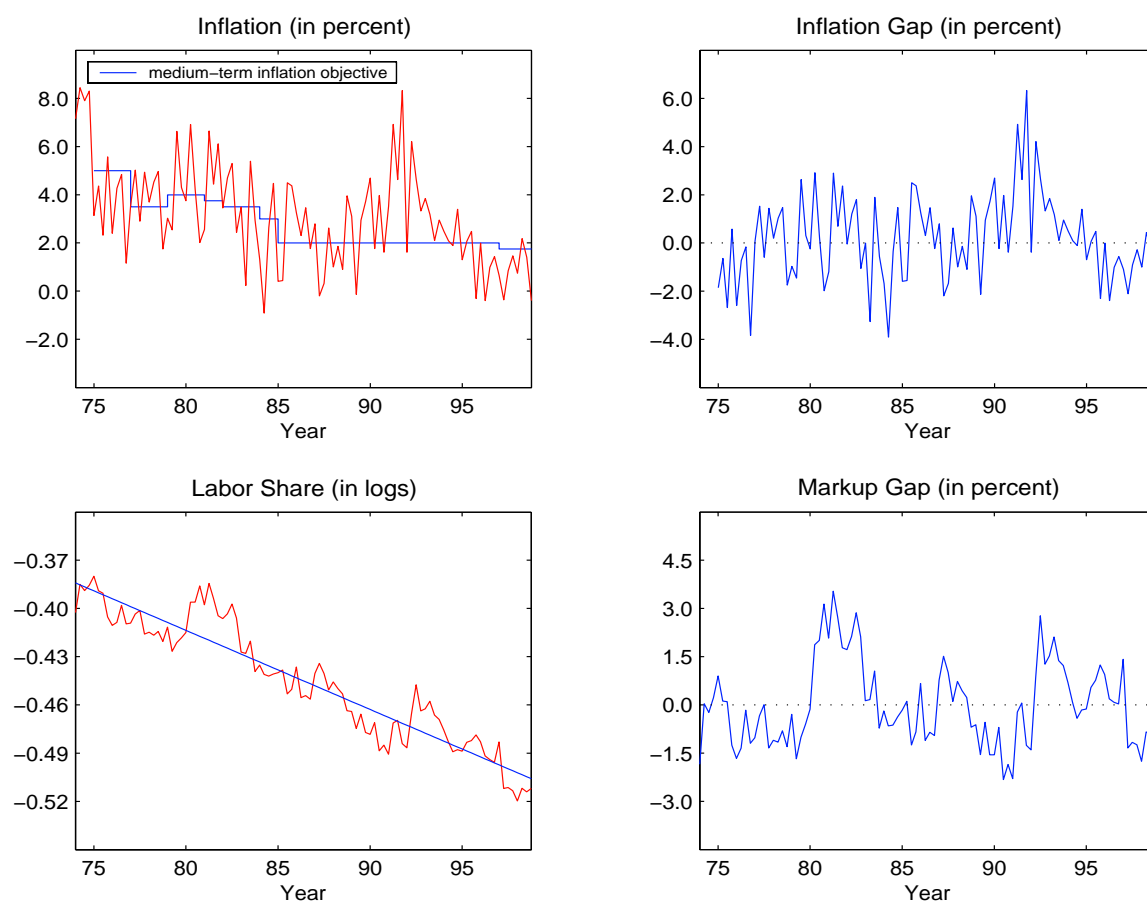 Inflation (in percent)
medium−term inflation objective
8.0
6.0
4.0
2.0
0.0
−2.0
75 80 85 90 95
Year
Inflation Gap (in percent)
6.0
4.0
2.0
0.0
−2.0
−4.0
75 80 85 90 95
Year
Labor Share (in logs)
−0.37
−0.40
−0.43
−0.46
−0.49
−0.52
75 80 85 90 95
Year
Markup Gap (in percent)
4.5
3.0
1.5
0.0
−1.5
−3.0
75 80 85 90 95
Year